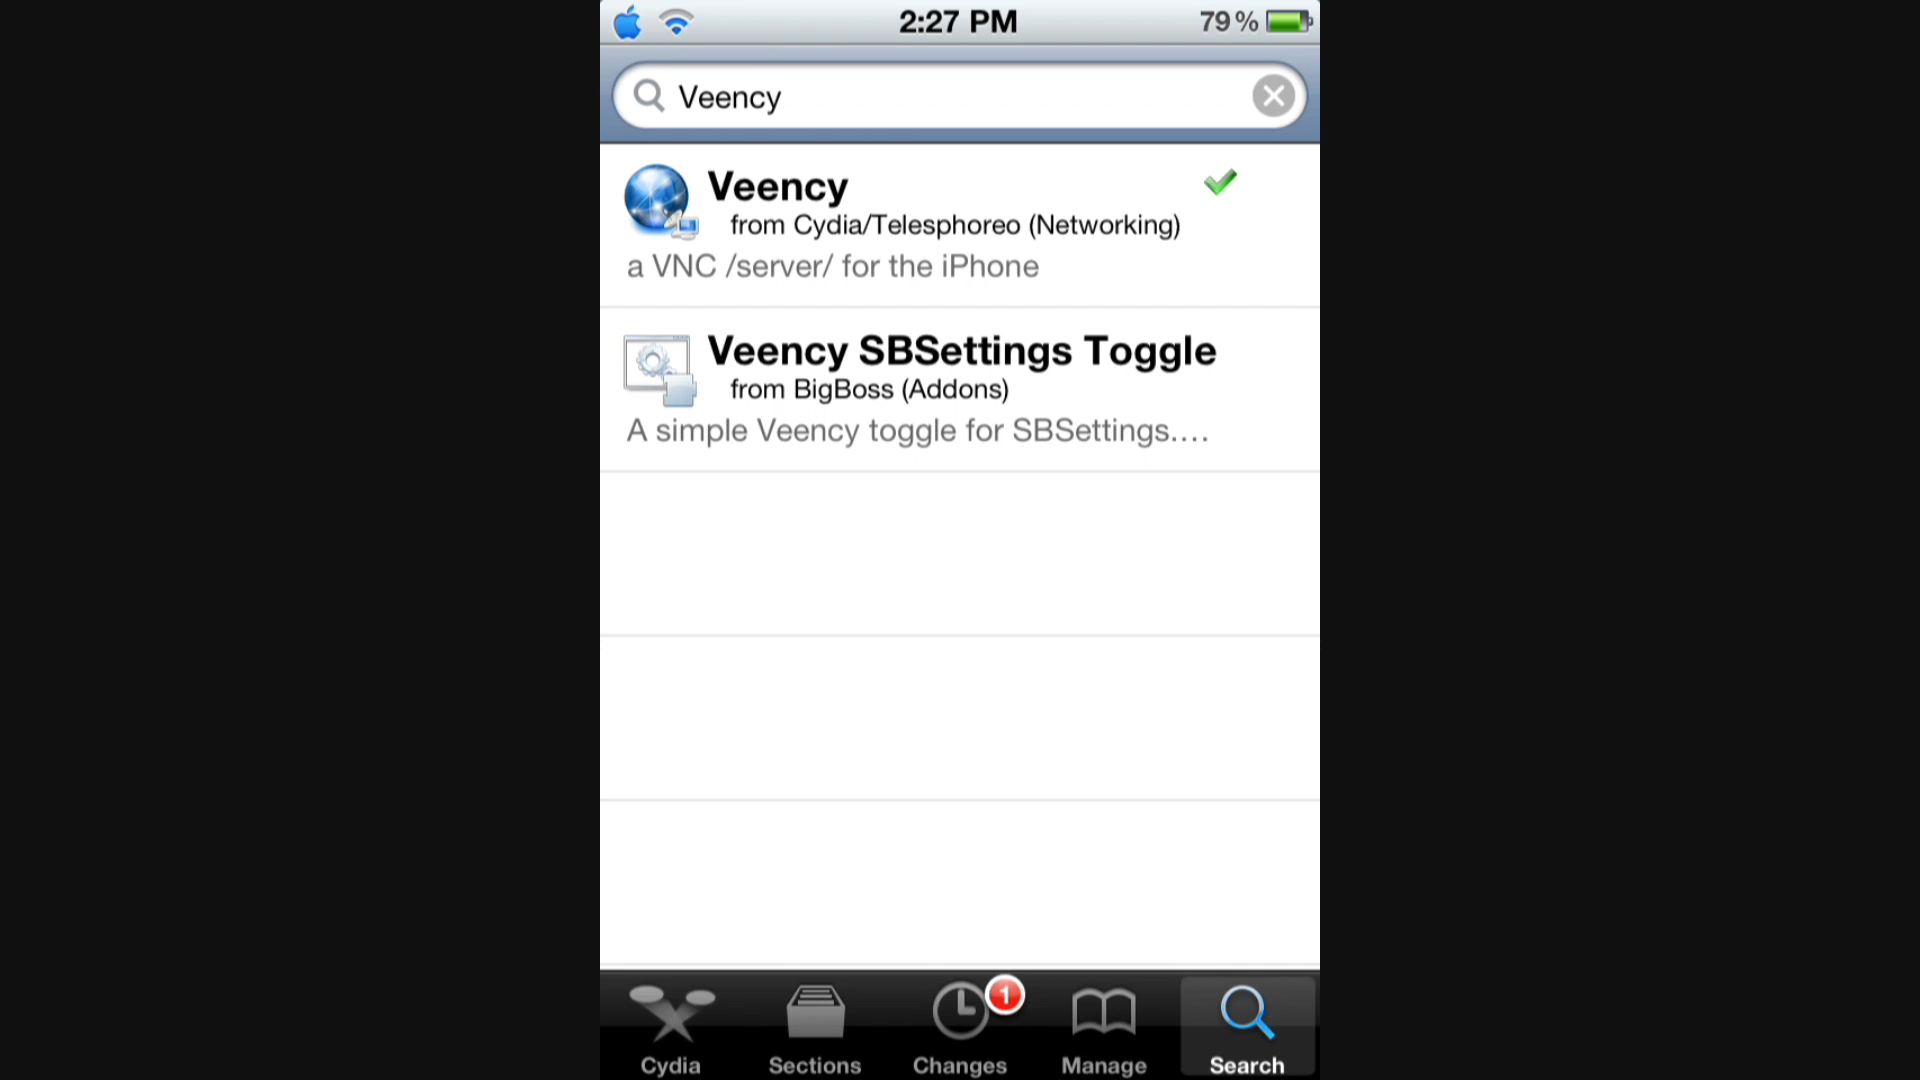 2:27 PM
79%
Veency
Veency
from Cydia/Telesphoreo (Networking)
a VNC /server/ for the iPhone
Veency SBSettings Toggle
from BigBoss (Addons)
A simple Veency toggle for SBSettings....
1
Cydia
Sections
Changes
Manage
Search